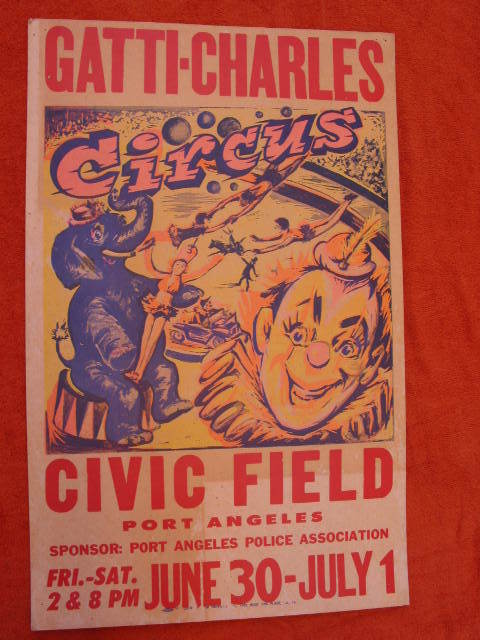 GATTI-CHARLES
Circus
CIVIC FIELD
PORT ANGELES
SPONSOR: PORT ANGELES POLICE ASSOCIATION
FRI.-SAT.
2 & 8 PM JUNE 30-JULY 1